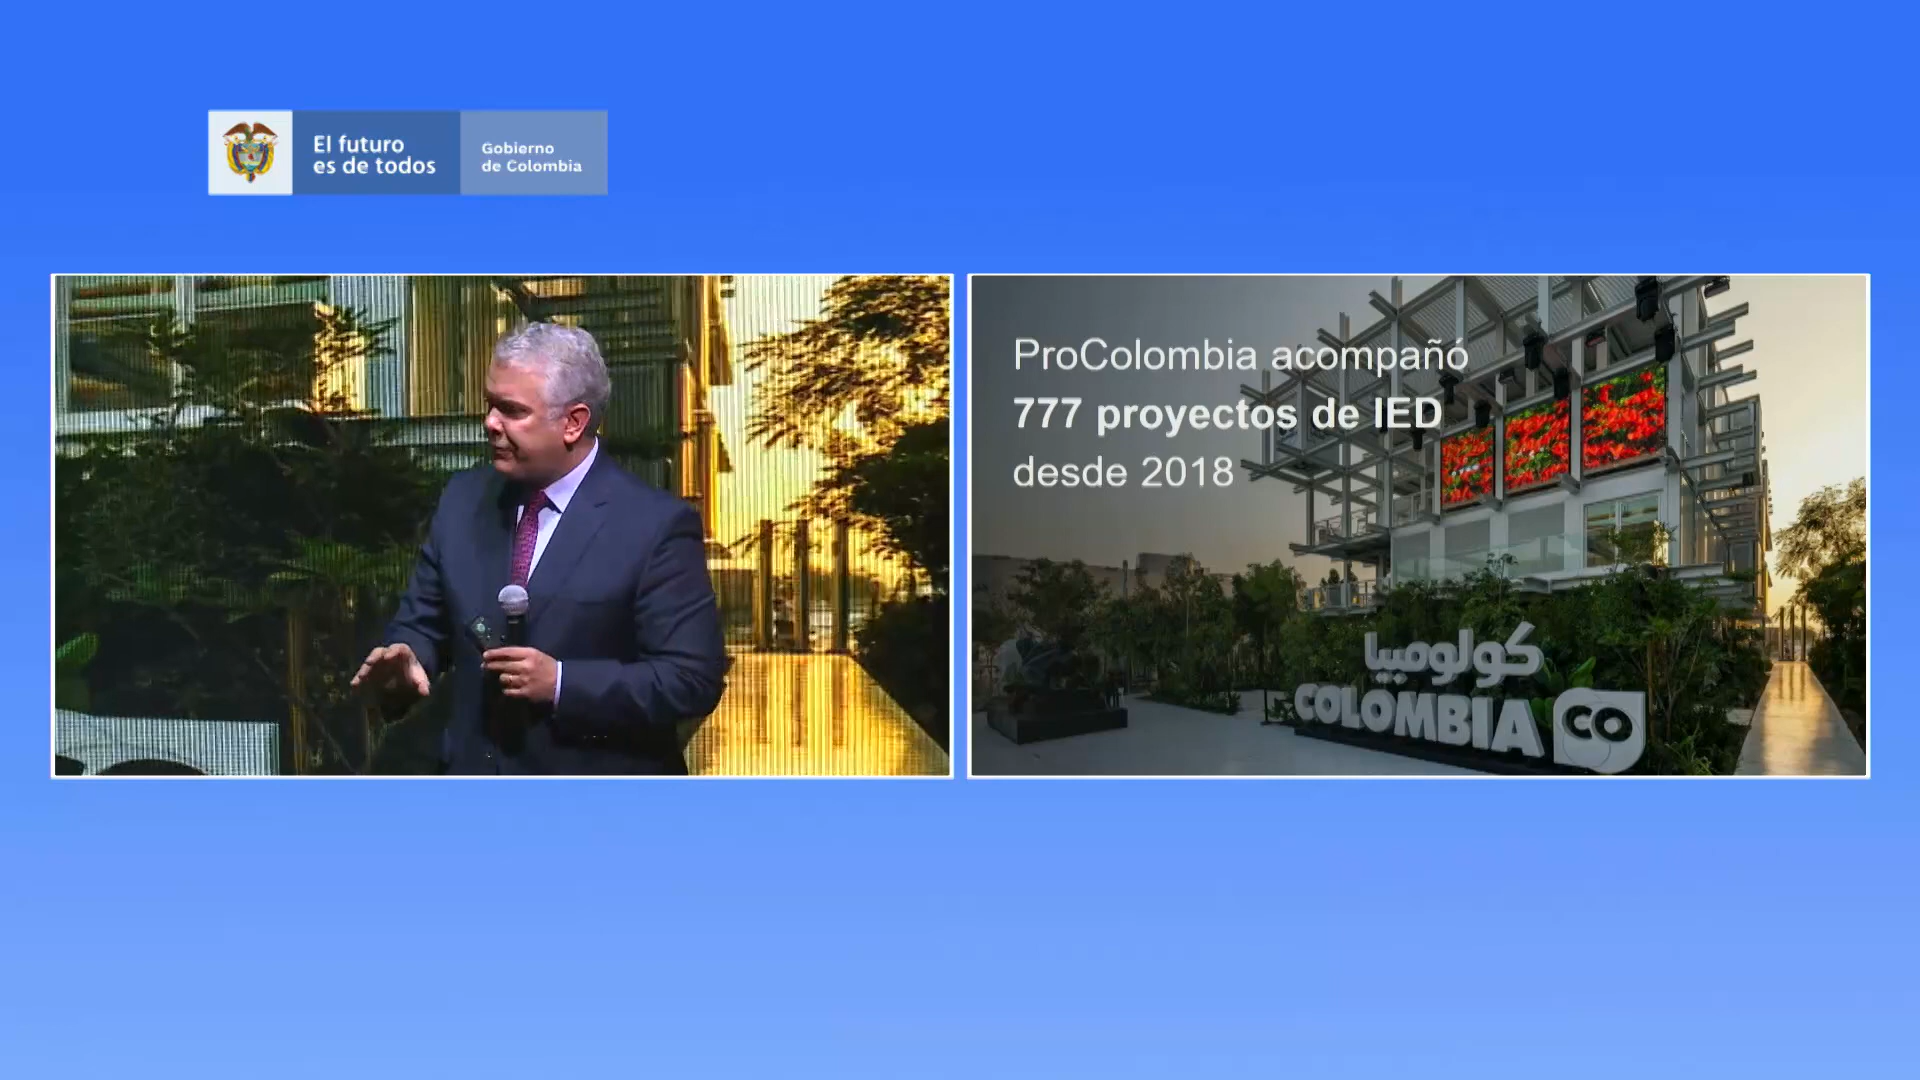 El futuro
es de todos
Gobierno
de Colombia
ProColombia acompañó
777 proyectos de IED
desde 2018
كولومبيا
COLOMBIA
CO